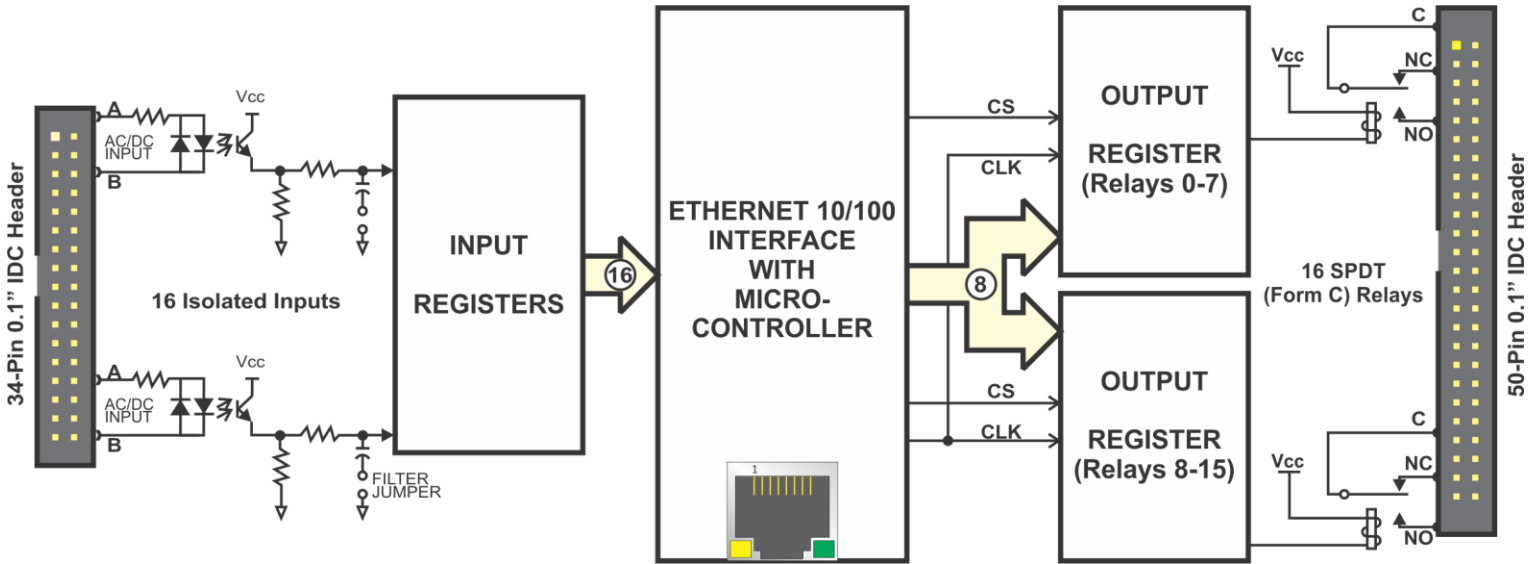 34-Pin 0.1” IDC Header
A
AC/DC
INPUT
B
Vcc
16 Isolated Inputs
A
AC/DC
INPUT
B
Vcc
FILTER
JUMPER
INPUT
REGISTERS
16
ETHERNET 10/100
INTERFACE
WITH
MICRO-
CONTROLLER
1
CS
CLK
8
CS
CLK
OUTPUT
REGISTER
(Relays 0-7)
OUTPUT
REGISTER
(Relays 8-15)
Vcc
C
NC
NO
16 SPDT
(Form C) Relays
Vcc
C
NC
NO
50-Pin 0.1” IDC Header